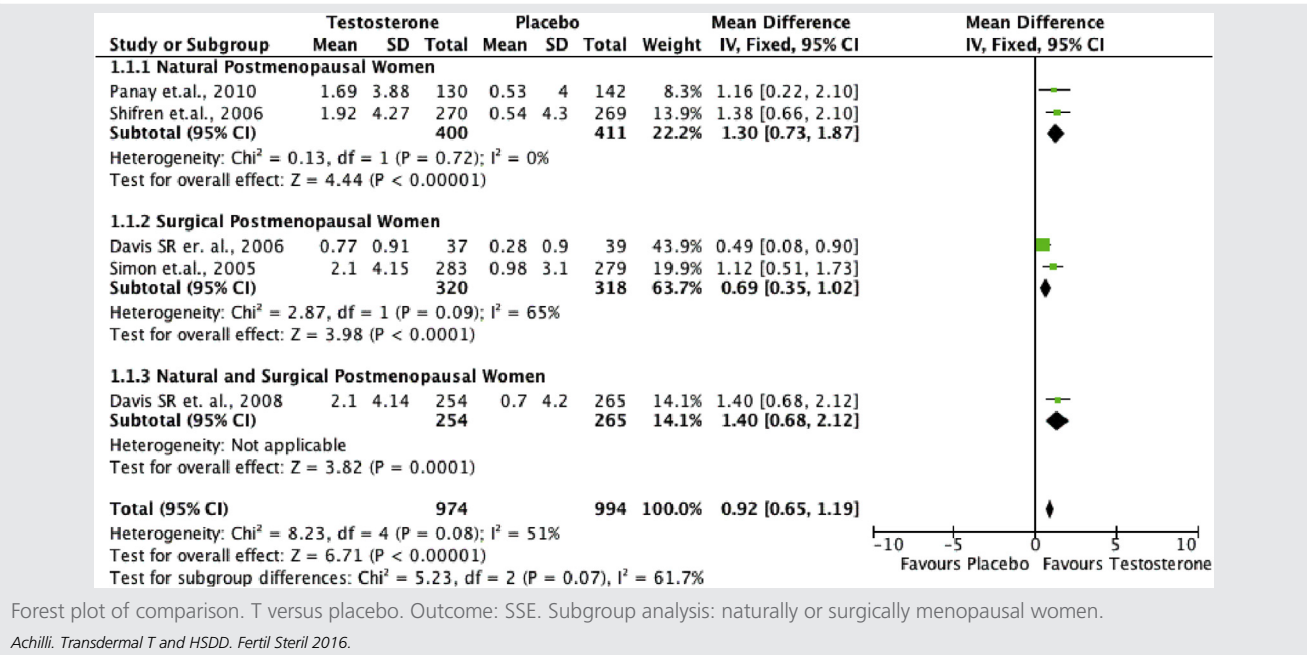 Testosterone Placebo Mean Difference Mean Difference
Study or Subgroup Mean SD Total Mean SD Total Weight IV, Fixed, 95% CI IV, Fixed, 95% CI
1.1.1 Natural Postmenopausal Women
Panay et.al., 2010 1.69 3.88 130 0.53 4 142 8.3% 1.16 [0.22, 2.10]
Shifren et.al., 2006 1.92 4.27 270 0.54 4.3 269 13.9% 1.38 [0.66, 2.10]
Subtotal (95% CI) 400 411 22.2% 1.30 [0.73, 1.87]
Heterogeneity: Chi² = 0.13, df = 1 (P = 0.72); I² = 0%
Test for overall effect: Z = 4.44 (P < 0.00001)
1.1.2 Surgical Postmenopausal Women
Davis SR er. al., 2006 0.77 0.91 37 0.28 0.9 39 43.9% 0.49 [0.08, 0.90]
Simon et.al., 2005 2.1 4.15 283 0.98 3.1 279 19.9% 1.12 [0.51, 1.73]
Subtotal (95% CI) 320 318 63.7% 0.69 [0.35, 1.02]
Heterogeneity: Chi² = 2.87, df = 1 (P = 0.09); I² = 65%
Test for overall effect: Z = 3.98 (P < 0.0001)
1.1.3 Natural and Surgical Postmenopausal Women
Davis SR et. al., 2008 2.1 4.14 254 0.7 4.2 265 14.1% 1.40 [0.68, 2.12]
Subtotal (95% CI) 254 265 14.1% 1.40 [0.68, 2.12]
Heterogeneity: Not applicable
Test for overall effect: Z = 3.82 (P = 0.0001)
Total (95% CI) 974 994 100.0% 0.92 [0.65, 1.19]
Heterogeneity: Chi² = 8.23, df = 4 (P = 0.08); I² = 51%
Test for overall effect: Z = 6.71 (P < 0.00001)
Test for subgroup differences: Chi² = 5.23, df = 2 (P = 0.07), I² = 61.7%
-10 -5 0 5 10
Favours Placebo Favours Testosterone
Forest plot of comparison. T versus placebo. Outcome: SSE. Subgroup analysis: naturally or surgically menopausal women.
Achilli. Transdermal T and HSDD. Fertil Steril 2016.